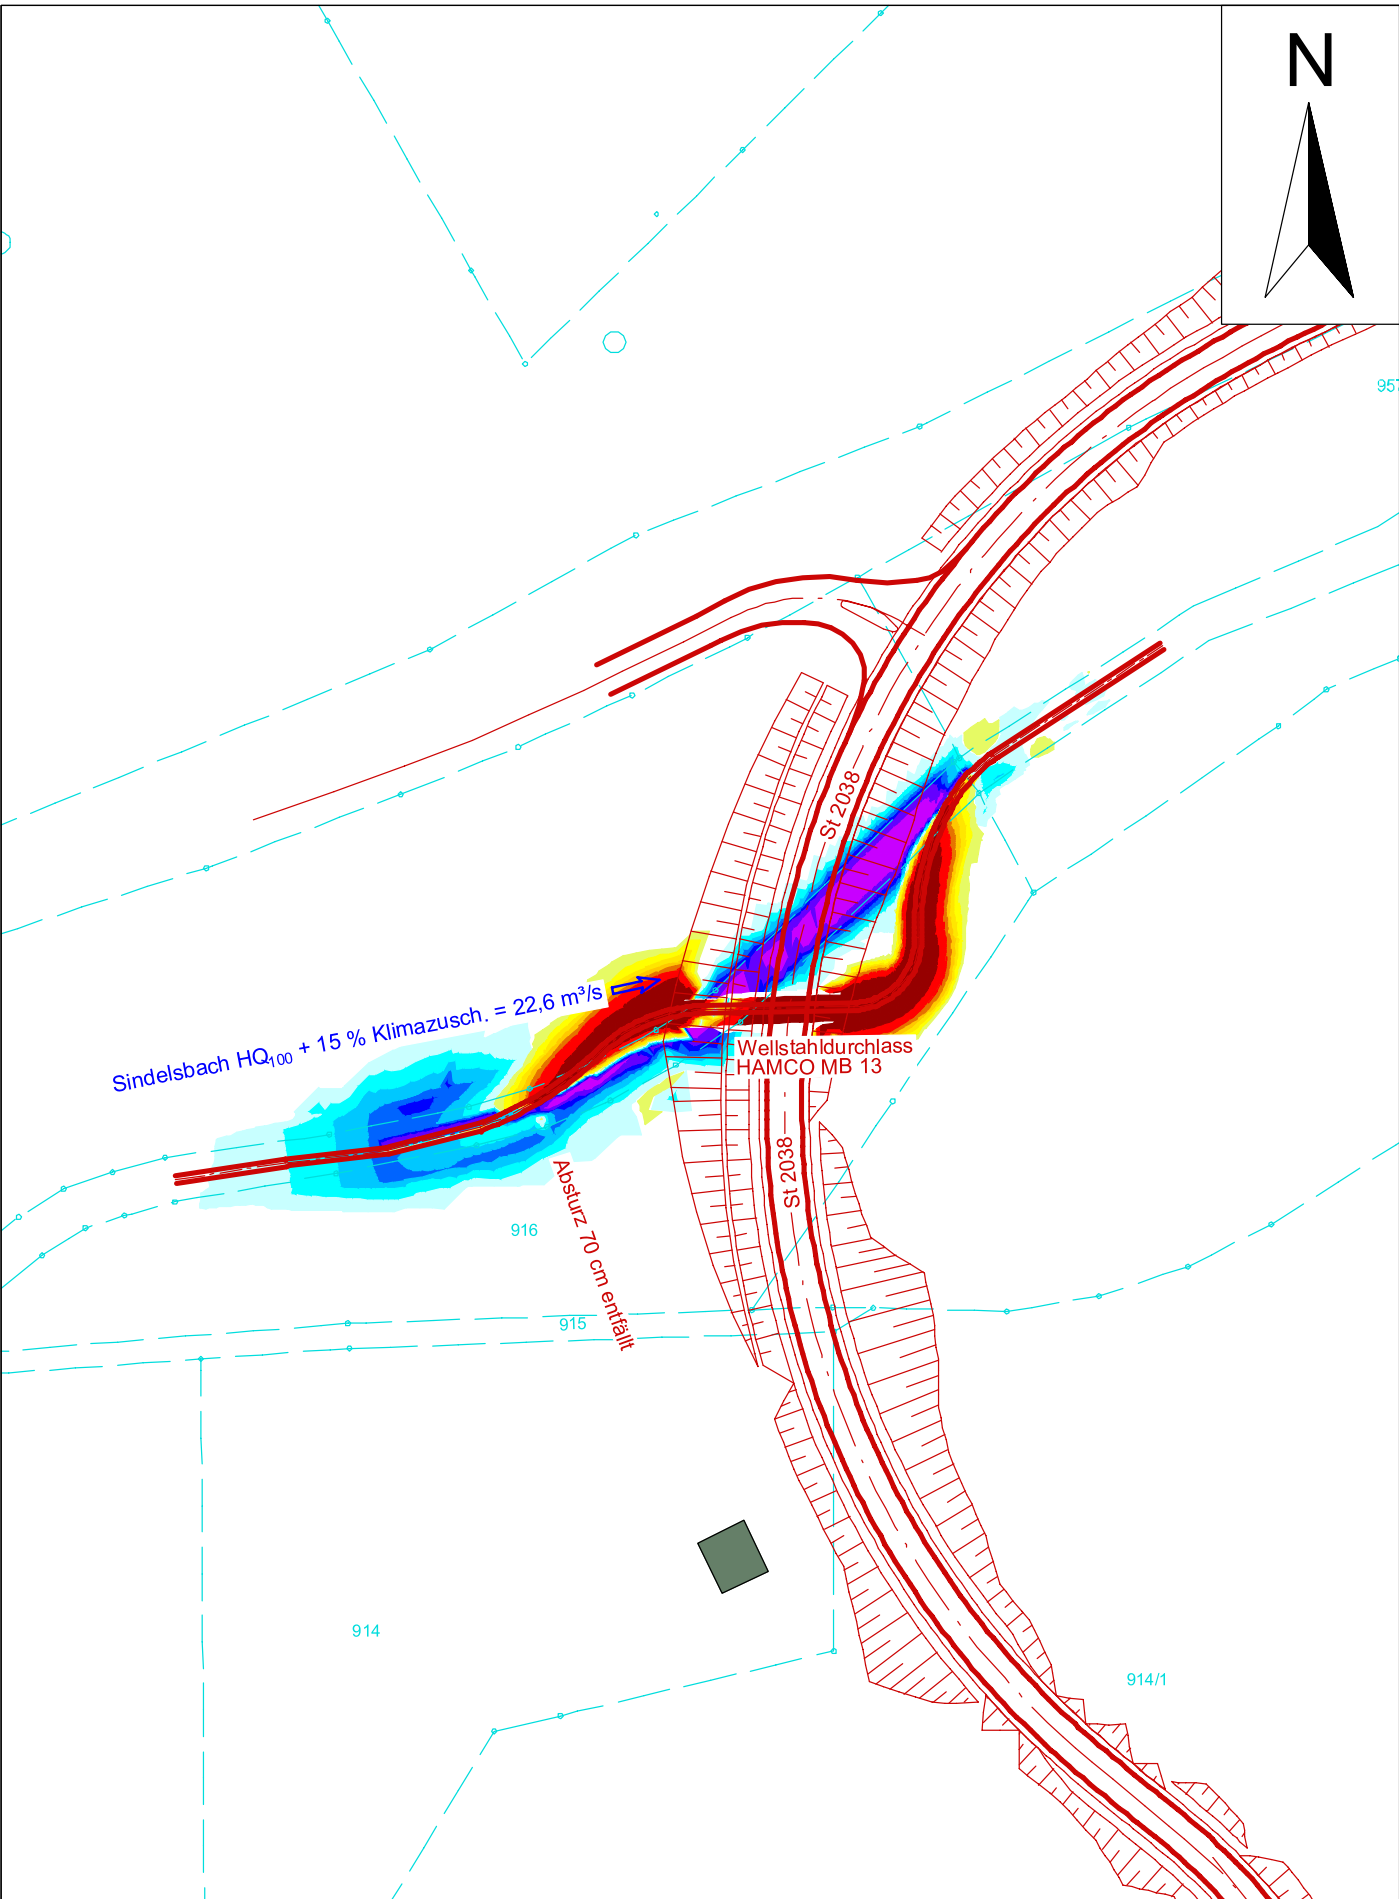 N
957
St 2038
Sindelsbach HQ100 + 15 % Klimazusch. = 22,6 m³/s
Wellstahldurchlass
HAMCO MB 13
St 2038
Absturz 70 cm entfällt
916
915
914
914/1